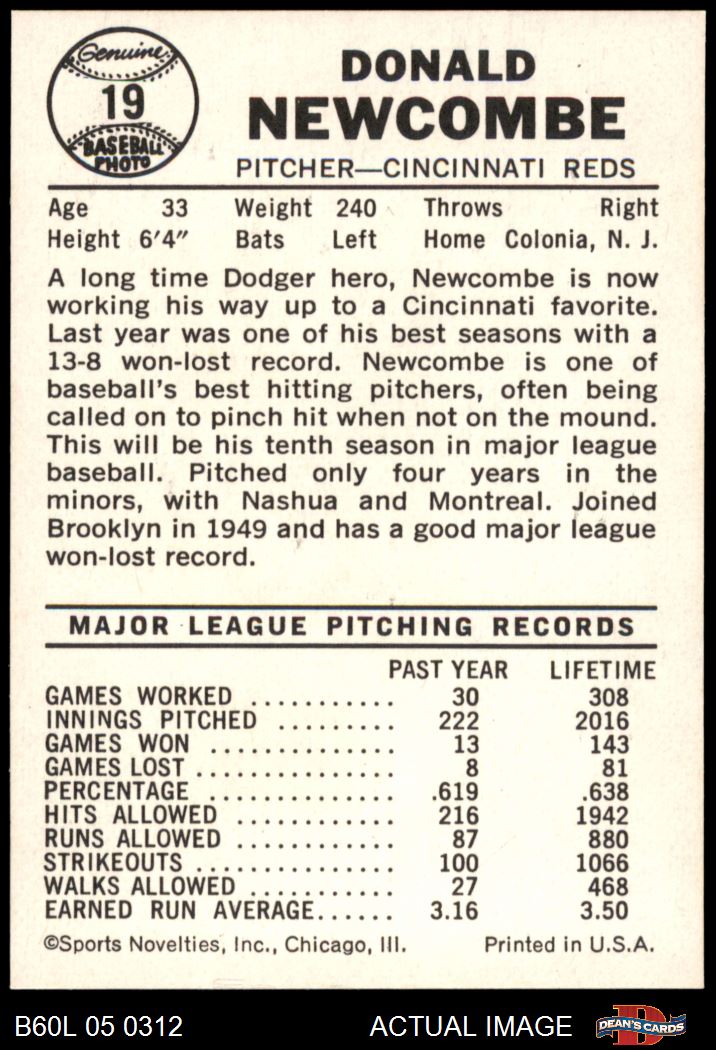 Genuine
19
BASEBALL
PHOTO
DONALD
NEWCOMBE
PITCHER—CINCINNATI REDS
Age 33 Weight 240 Throws Right
Height 6'4" Bats Left Home Colonia, N. J.
A long time Dodger hero, Newcombe is now
working his way up to a Cincinnati favorite.
Last year was one of his best seasons with a
13-8 won-lost record. Newcombe is one of
baseball's best hitting pitchers, often being
called on to pinch hit when not on the mound.
This will be his tenth season in major league
baseball. Pitched only four years in the
minors, with Nashua and Montreal. Joined
Brooklyn in 1949 and has a good major league
won-lost record.
MAJOR LEAGUE PITCHING RECORDS
PAST YEAR LIFETIME
GAMES WORKED ........... 30 308
INNINGS PITCHED ......... 222 2016
GAMES WON .............. 13 143
GAMES LOST ............... 8 81
PERCENTAGE .............. .619 .638
HITS ALLOWED ............ 216 1942
RUNS ALLOWED ............ 87 880
STRIKEOUTS ............... 100 1066
WALKS ALLOWED ........... 27 468
EARNED RUN AVERAGE...... 3.16 3.50
©Sports Novelties, Inc., Chicago, Ill. Printed in U.S.A.
B60L 05 0312 ACTUAL IMAGE DEAN'S CARDS